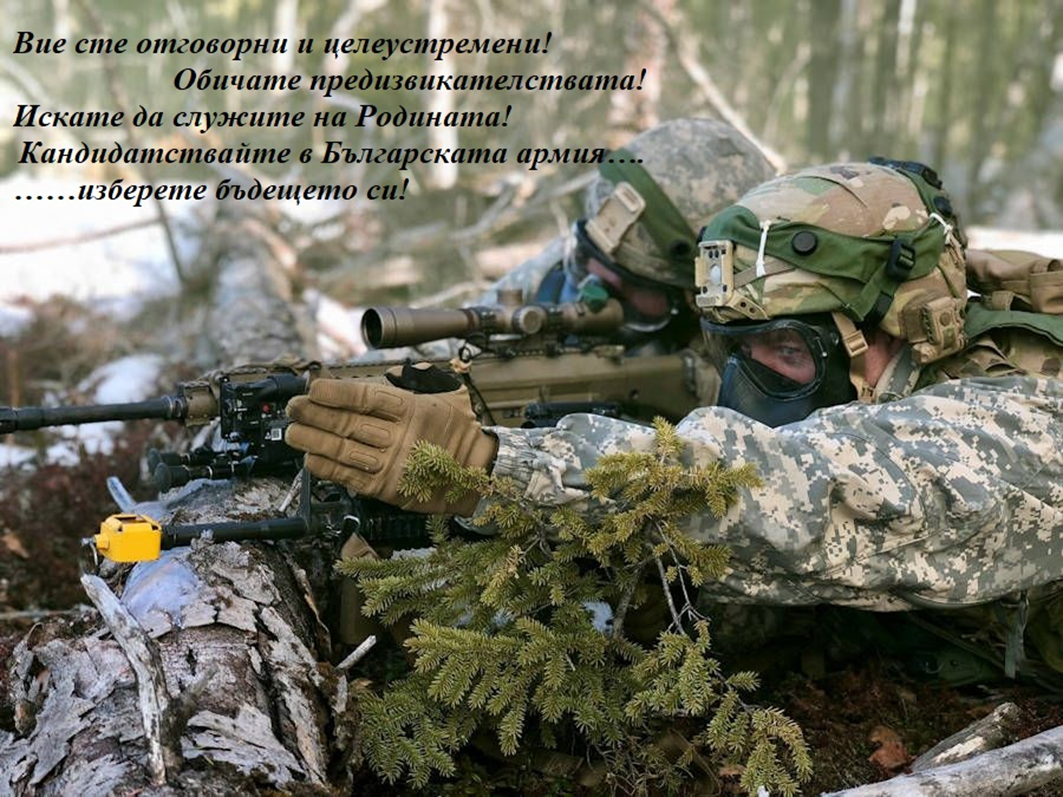 Вие сте отговорни и целеустремени!
Обичате предизвикателствата!
Искате да служите на Родината!
Кандидатствайте в Българската армия….
……изберете бъдещето си!